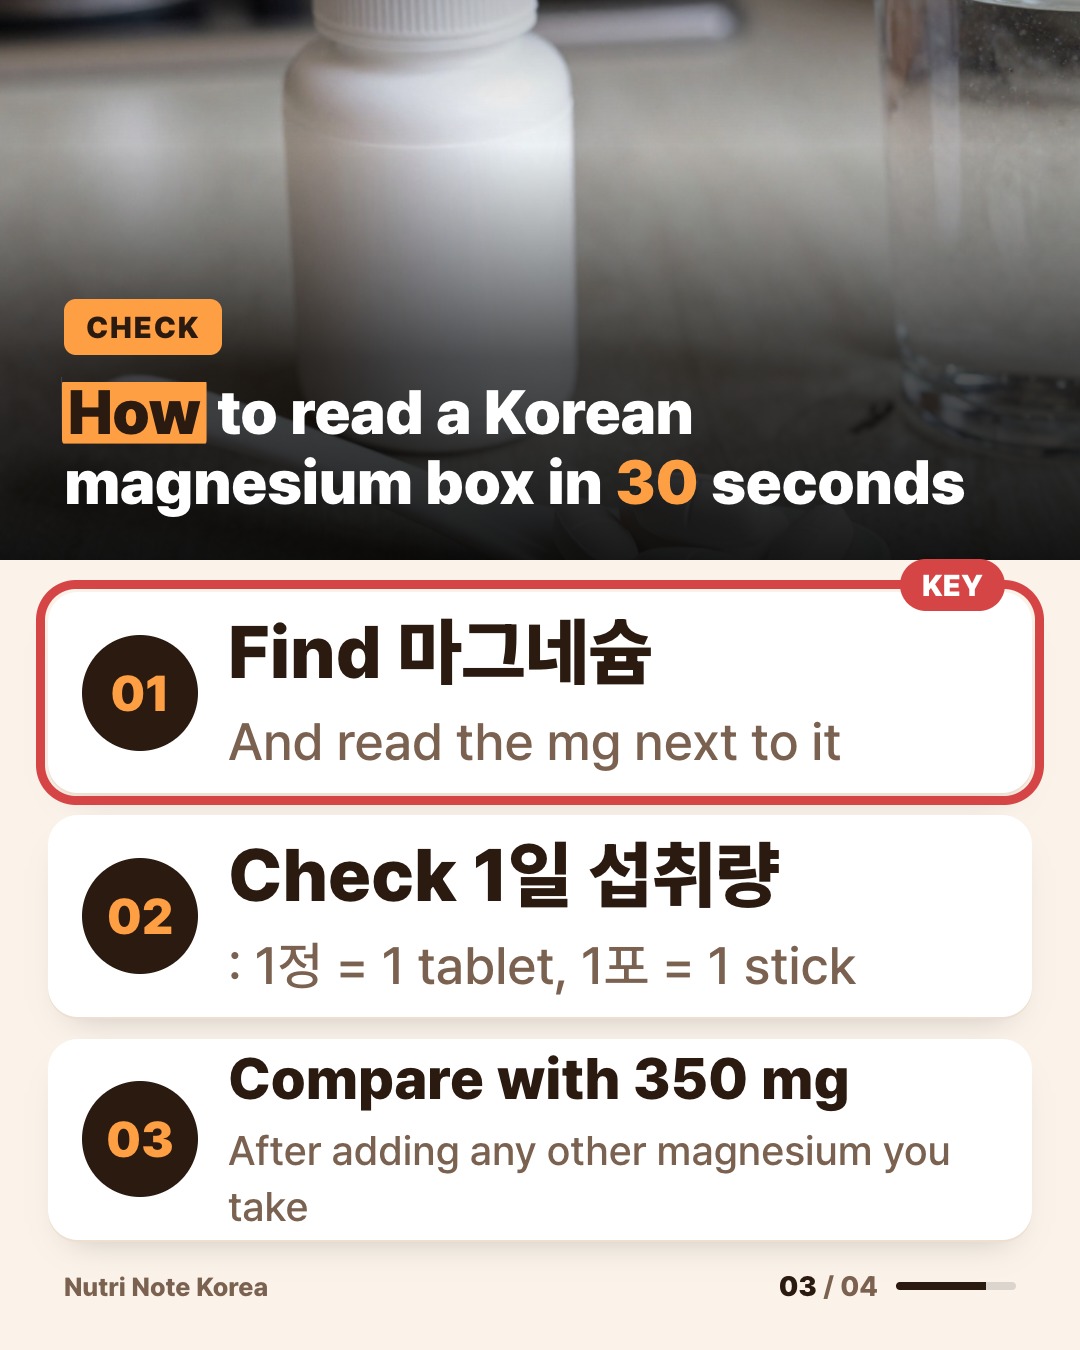 CHECK
How to read a Korean
magnesium box in 30 seconds
KEY
01
Find 마그네슘
And read the mg next to it
02
Check 1일 섭취량
: 1정 = 1 tablet, 1포 = 1 stick
03
Compare with 350 mg
After adding any other magnesium you
take
Nutri Note Korea
03 / 04